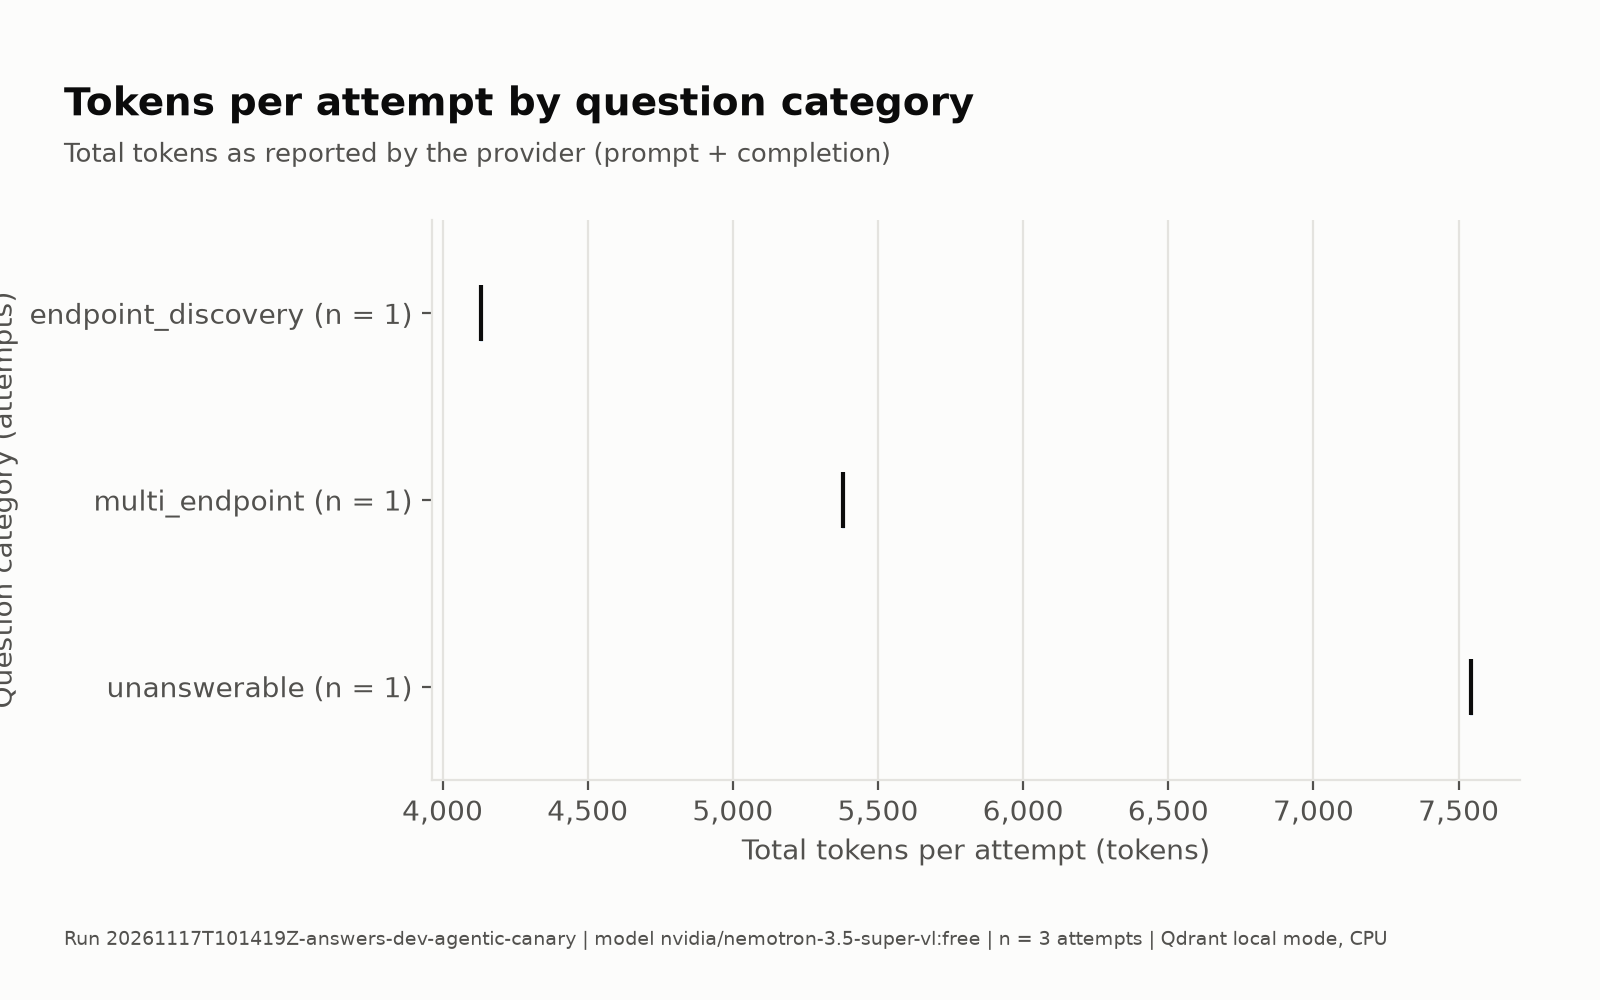 Tokens per attempt by question category
Total tokens as reported by the provider (prompt + completion)
Question category (attempts)
endpoint_discovery (n = 1)
multi_endpoint (n = 1)
unanswerable (n = 1)
4,000 4,500 5,000 5,500 6,000 6,500 7,000 7,500
Total tokens per attempt (tokens)
Run 20261117T101419Z-answers-dev-agentic-canary | model nvidia/nemotron-3.5-super-vl:free | n = 3 attempts | Qdrant local mode, CPU